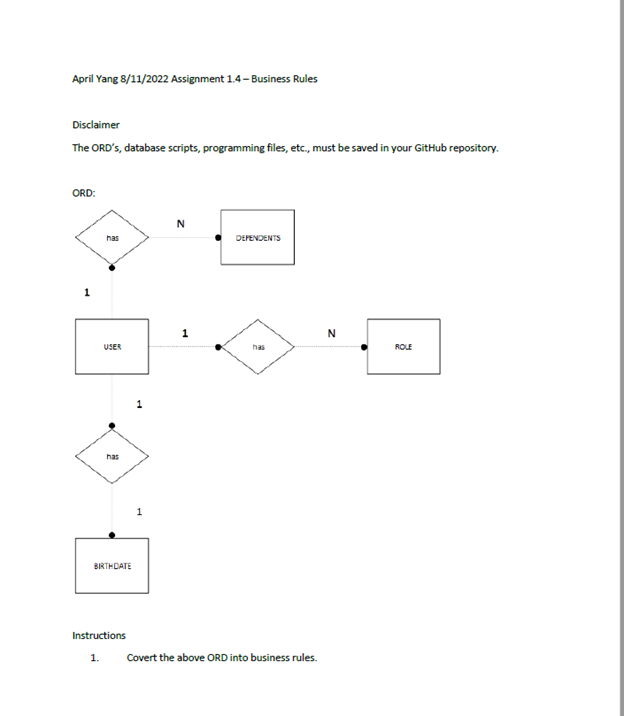 April Yang 8/11/2022 Assignment 1.4 – Business Rules
Disclaimer
The ORD's, database scripts, programming files, etc., must be saved in your GitHub repository.
ORD:
has
N
DEPENDENTS
1
USER
1
has
N
ROLE
1
has
1
BIRTHDATE
Instructions
1. Covert the above ORD into business rules.